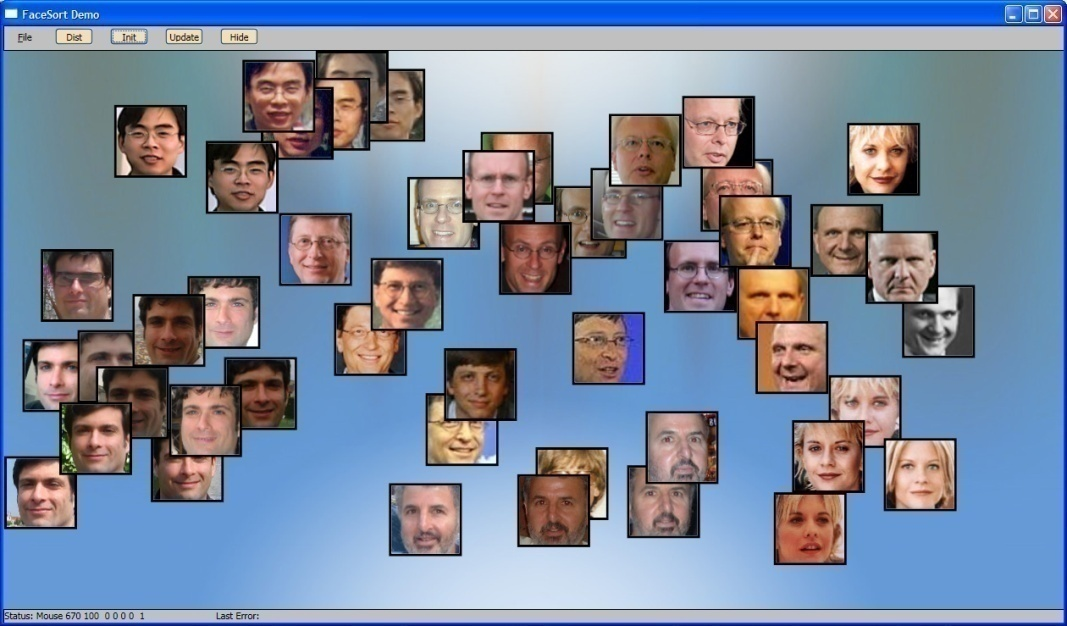 FaceSort Demo
File Dist Init Update Hide
Status: Mouse 670 100 0 0 0 0 1 Last Error: